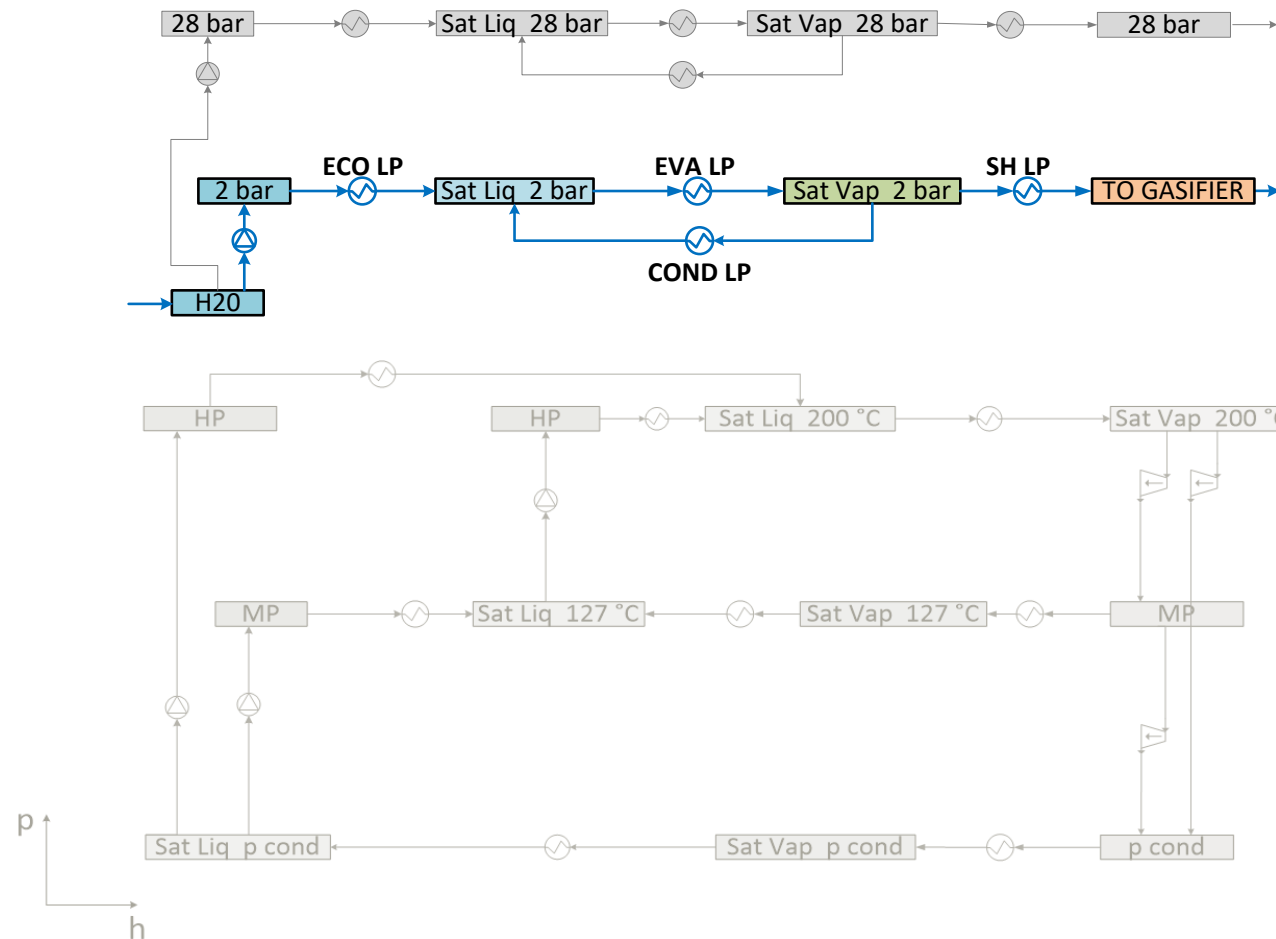 28 bar
Sat Liq 28 bar
Sat Vap 28 bar
28 bar
ECO LP
EVA LP
SH LP
2 bar
Sat Liq 2 bar
Sat Vap 2 bar
TO GASIFIER
COND LP
H20
HP
HP
Sat Liq 200 °C
Sat Vap 200 °C
MP
Sat Liq 127 °C
Sat Vap 127 °C
MP
p
Sat Liq p cond
Sat Vap p cond
p cond
h